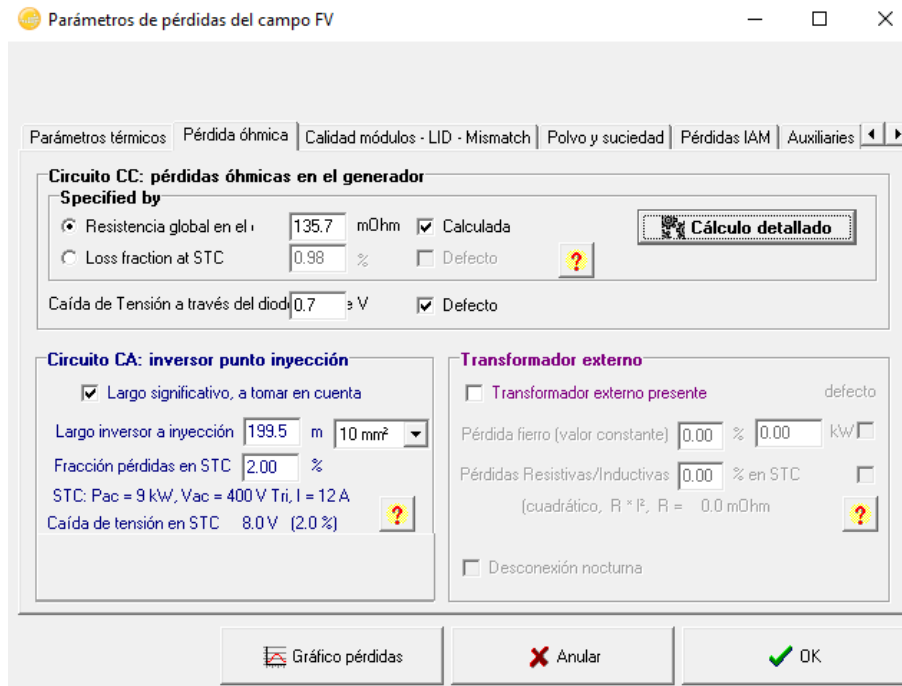 Parámetros de pérdidas del campo FV
Parámetros térmicos Pérdida óhmica Calidad módulos - LID - Mismatch Polvo y suciedad Pérdidas IAM Auxiliaries
Circuito CC: pérdidas óhmicas en el generador
Specified by
Resistencia global en el 135.7 mOhm Calculada
Cálculo detallado
Loss fraction at STC 0.98 % Defecto ?
Caída de Tensión a través del diod 0.7 e V Defecto
Circuito CA: inversor punto inyección
Largo significativo, a tomar en cuenta
Largo inversor a inyección 199.5 m 10 mm²
Fracción pérdidas en STC 2.00 %
STC: Pac = 9 kW, Vac = 400 V Tri, I = 12 A
Caída de tensión en STC 8.0 V (2.0 %) ?
Transformador externo
Transformador externo presente defecto
Pérdida fierro (valor constante) 0.00 % 0.00 kW
Pérdidas Resistivas/Inductivas 0.00 % en STC
(cuadrático, R * I², R = 0.0 mOhm ?
Desconexión nocturna
Gráfico pérdidas Anular OK